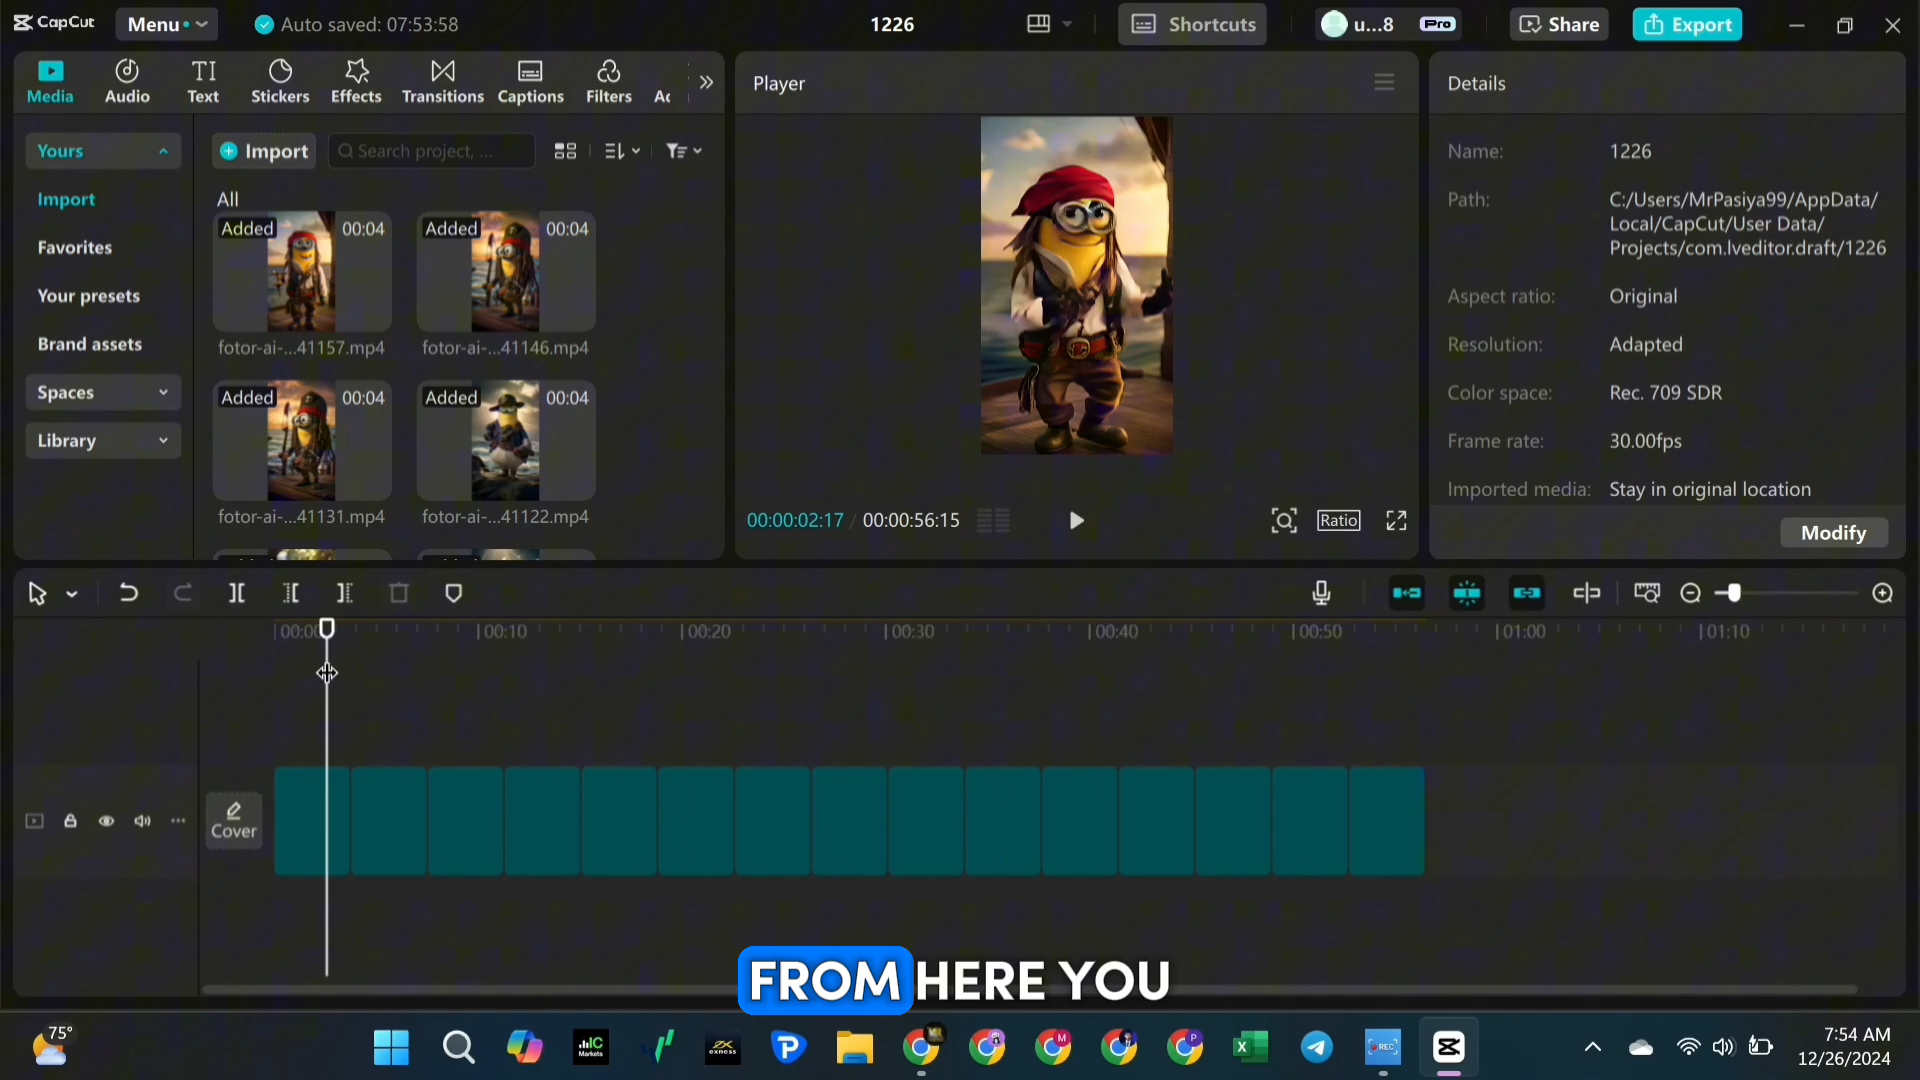 CapCut
Menu
Auto saved: 07:53:58
1226
Shortcuts
u...8
Pro
Share
Export
Media
Audio
TI
Text
Stickers
Effects
Transitions
Captions
Filters
Player
Details
Yours
Import
Search project, ...
Import
Favorites
Your presets
Brand assets
Spaces
Library
All
Added 00:04
Added 00:04
fotor-ai-...41157.mp4
fotor-ai-...41146.mp4
Added 00:04
Added 00:04
fotor-ai-...41131.mp4
fotor-ai-...41122.mp4
00:00:02:17 / 00:00:56:15
Ratio
Name: 1226
Path: C:/Users/MrPasiya99/AppData/
Local/CapCut/User Data/
Projects/com.lveditor.draft/1226
Aspect ratio: Original
Resolution: Adapted
Color space: Rec. 709 SDR
Frame rate: 30.00fps
Imported media: Stay in original location
Modify
00:10
00:20
00:30
00:40
00:50
01:00
01:10
Cover
FROM HERE YOU
75°
IC
Markets
exness
REC
7:54 AM
12/26/2024